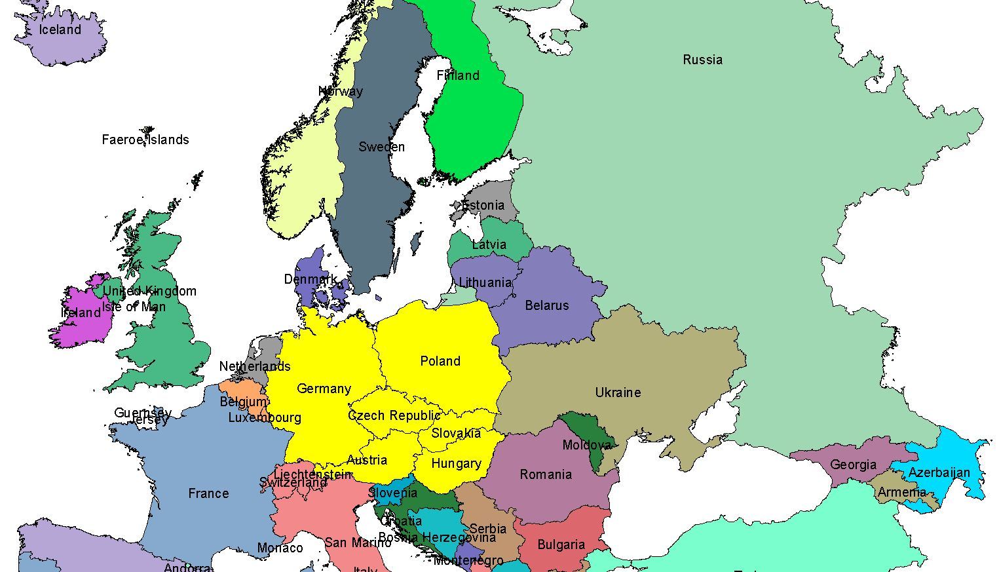 Iceland
Russia
Finland
Norway
Faeroe Islands
Sweden
Estonia
Latvia
Denmark
Lithuania
United Kingdom
Isle of Man
Belarus
Ireland
Poland
Netherlands
Germany
Ukraine
Belgium
Guernsey
Jersey
Luxembourg
Czech Republic
Slovakia
Moldova
Austria
Hungary
Georgia
Liechtenstein
Switzerland
Romania
Azerbaijan
France
Slovenia
Armenia
Croatia
Serbia
Bosnia Herzegovina
San Marino
Bulgaria
Monaco
Montenegro
Andorra
Italy